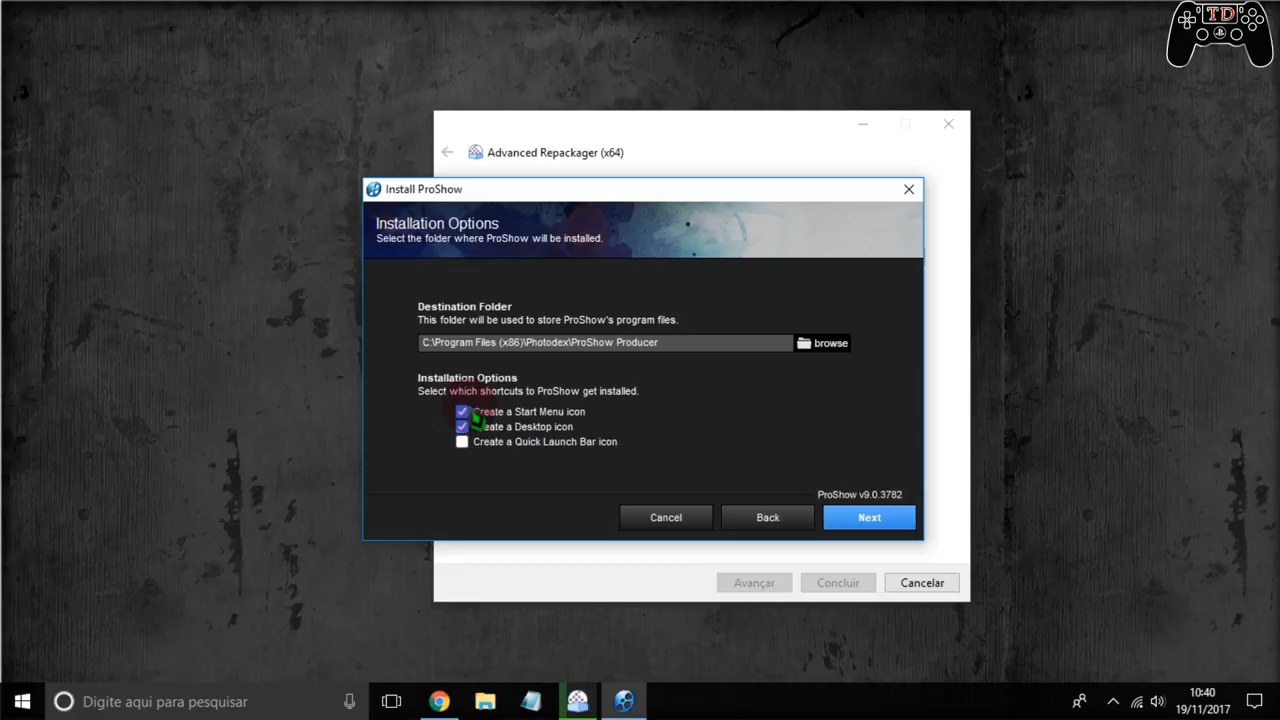 TD
Advanced Repackager (x64)
Install ProShow
Installation Options
Select the folder where ProShow will be installed.
Destination Folder
This folder will be used to store ProShow's program files.
C:\Program Files (x86)\Photodex\ProShow Producer
browse
Installation Options
Select which shortcuts to ProShow get installed.
Create a Start Menu icon
Create a Desktop icon
Create a Quick Launch Bar icon
ProShow v9.0.3782
Cancel
Back
Next
Avançar
Concluir
Cancelar
Digite aqui para pesquisar
10:40
19/11/2017